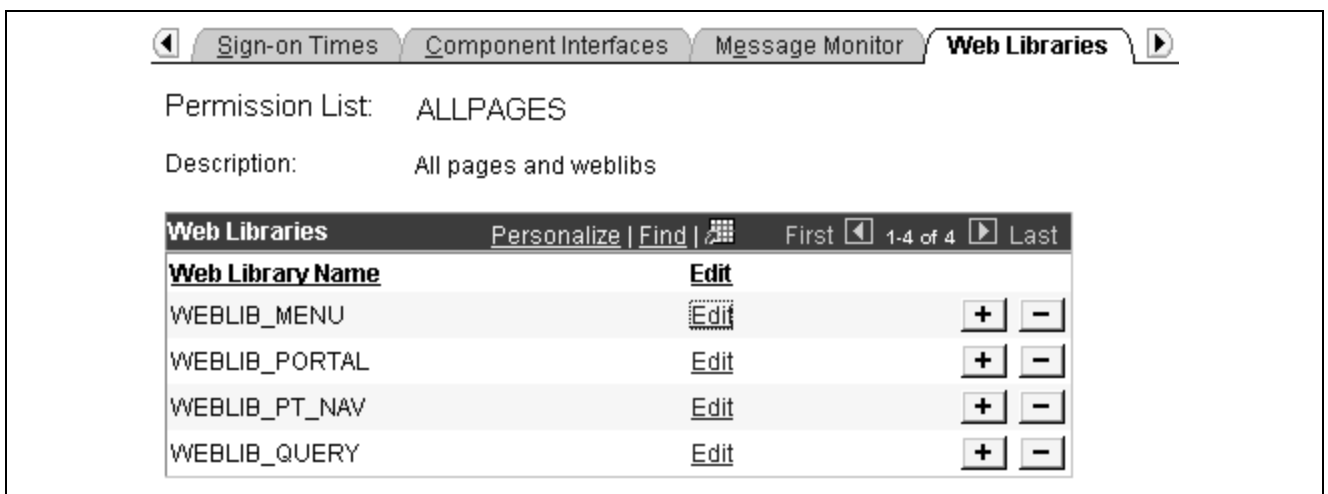 Sign-on Times Component Interfaces Message Monitor Web Libraries
Permission List: ALLPAGES
Description: All pages and weblibs
Web Libraries Personalize | Find | First 1-4 of 4 Last
Web Library Name Edit
WEBLIB_MENU Edit + −
WEBLIB_PORTAL Edit + −
WEBLIB_PT_NAV Edit + −
WEBLIB_QUERY Edit + −